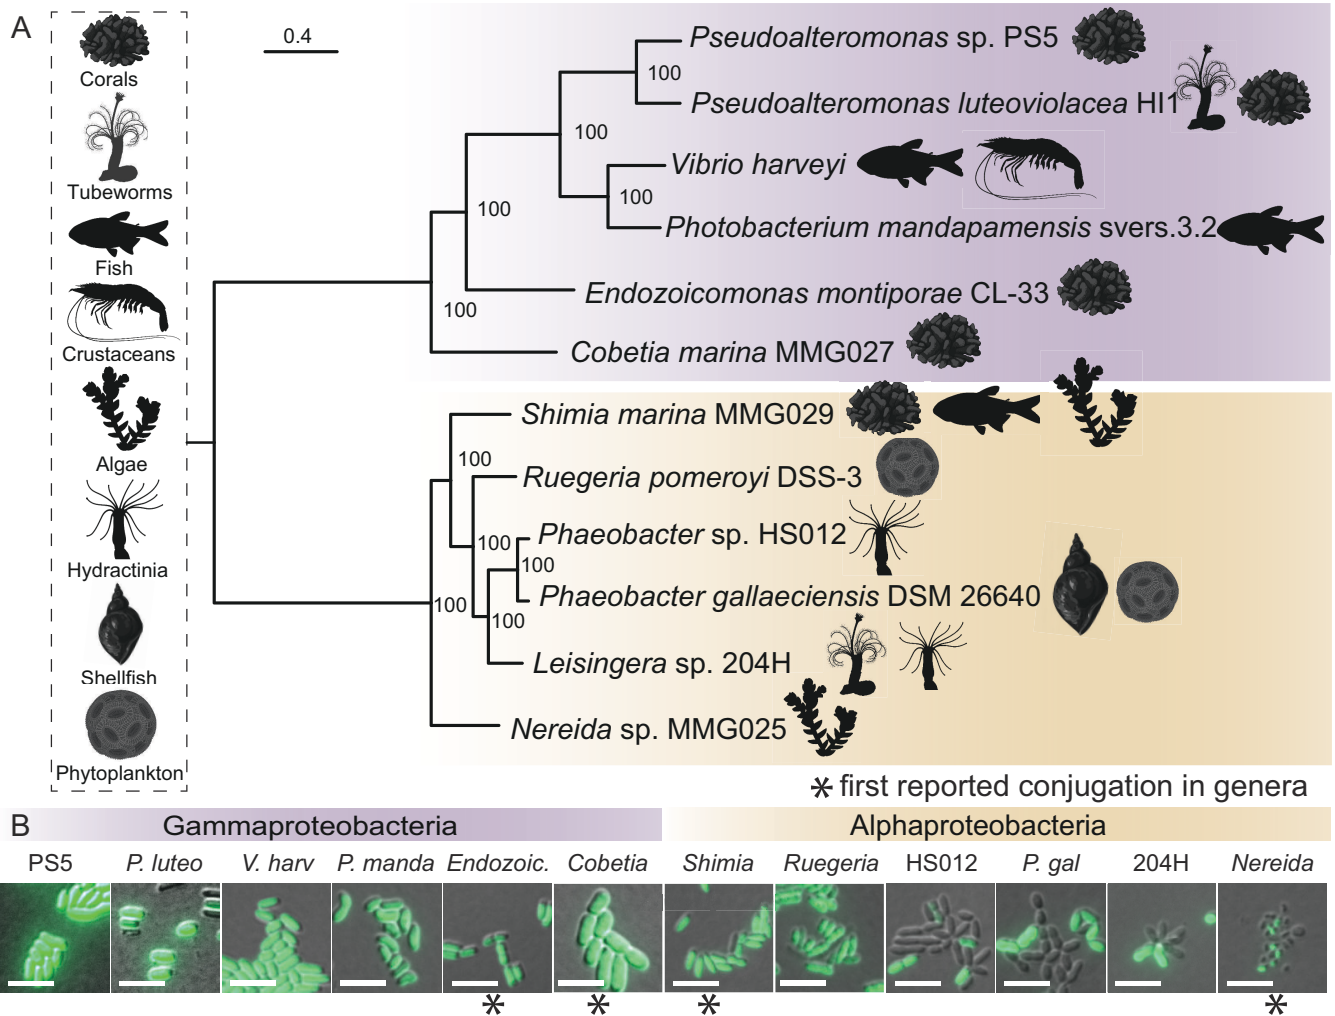 A
Corals
Tubeworms
Fish
Crustaceans
Algae
Hydractinia
Shellfish
Phytoplankton
0.4
Pseudoalteromonas sp. PS5
100
Pseudoalteromonas luteoviolacea HI1
100
Vibrio harveyi
100
100
Photobacterium mandapamensis svers.3.2
Endozoicomonas montiporae CL-33
100
Cobetia marina MMG027
Shimia marina MMG029
100
Ruegeria pomeroyi DSS-3
Phaeobacter sp. HS012
100
100
Phaeobacter gallaeciensis DSM 26640
100
100
Leisingera sp. 204H
Nereida sp. MMG025
* first reported conjugation in genera
B
Gammaproteobacteria Alphaproteobacteria
PS5 P. luteo V. harv P. manda Endozoic. Cobetia Shimia Ruegeria HS012 P. gal 204H Nereida
* * * *